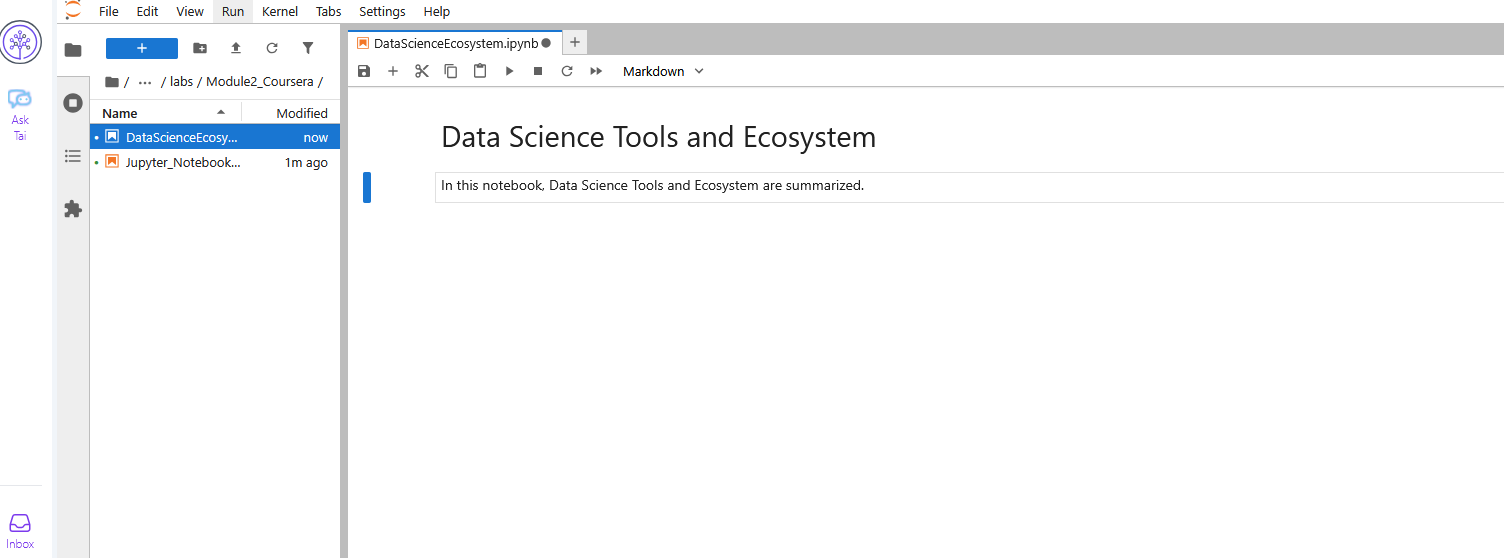 File Edit View Run Kernel Tabs Settings Help
Ask
Tai
Inbox
/ ... / labs / Module2_Coursera /
Name Modified
DataScienceEcosy... now
Jupyter_Notebook... 1m ago
DataScienceEcosystem.ipynb
Markdown
Data Science Tools and Ecosystem
In this notebook, Data Science Tools and Ecosystem are summarized.